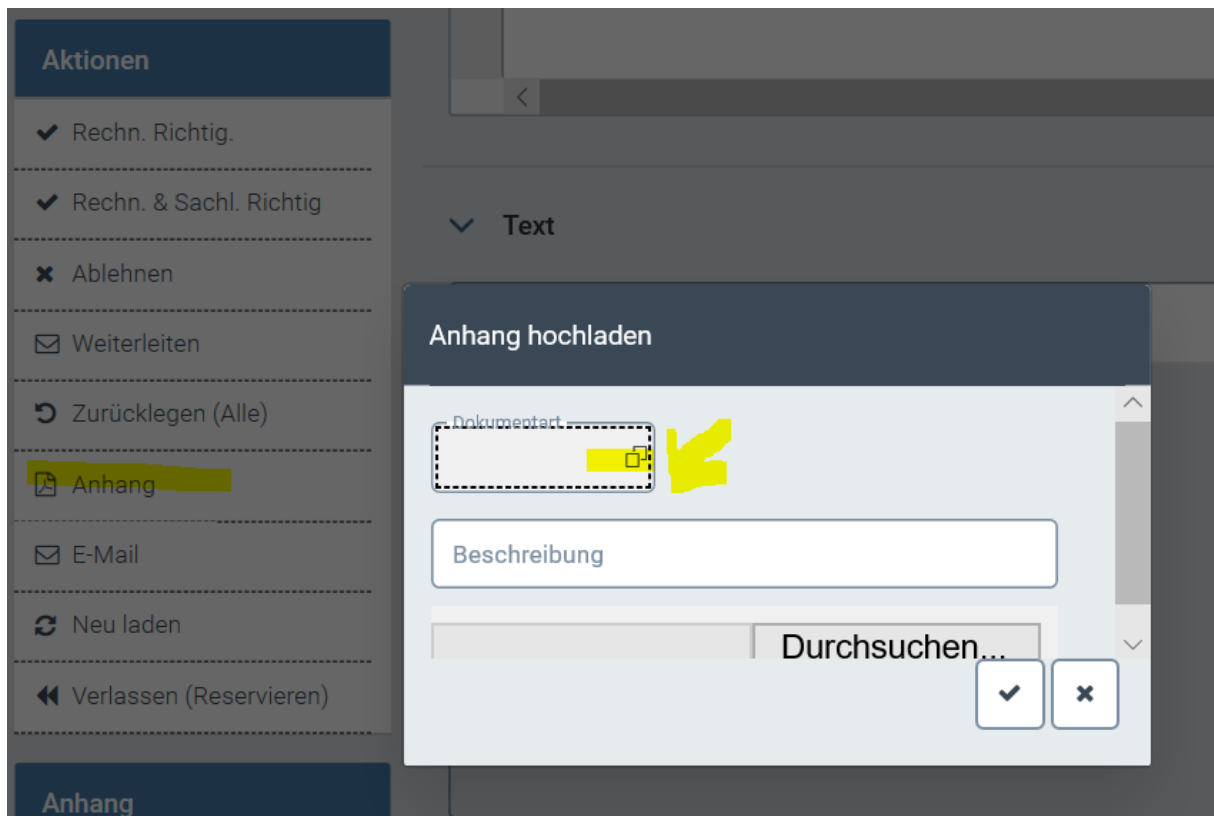 Aktionen
Rechn. Richtig.
Rechn. & Sachl. Richtig
Ablehnen
Weiterleiten
Zurücklegen (Alle)
Anhang
E-Mail
Neu laden
Verlassen (Reservieren)
Anhang
Text
Anhang hochladen
Dokumentart
Beschreibung
Durchsuchen...